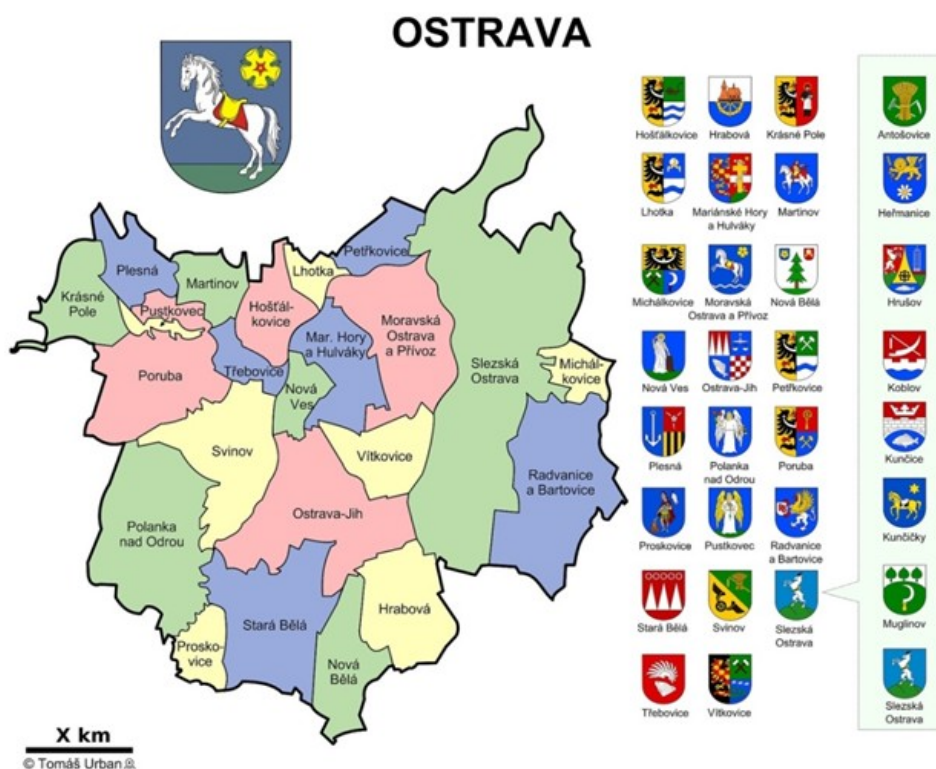 OSTRAVA
Petřkovice
Lhotka
Plesná
Martinov
Krásné
Pole
Pustkovec
Hošťál-
kovice
Moravská
Ostrava
a Přívoz
Mar. Hory
a Hulváky
Slezská
Ostrava
Michál-
kovice
Třebovice
Poruba
Nová
Ves
Svinov
Vítkovice
Radvanice
a Bartovice
Ostrava-Jih
Polanka
nad Odrou
Hrabová
Stará Bělá
Prosko-
vice
Nová
Bělá
X km
© Tomáš Urban
Hošťálkovice
Hrabová
Krásné Pole
Lhotka
Mariánské Hory
a Hulváky
Martinov
Michálkovice
Moravská
Ostrava a Přívoz
Nová Bělá
Nová Ves
Ostrava-Jih
Petřkovice
Plesná
Polanka
nad Odrou
Poruba
Proskovice
Pustkovec
Radvanice
a Bartovice
Stará Bělá
Svinov
Slezská
Ostrava
Třebovice
Vítkovice
Antošovice
Heřmanice
Hrušov
Koblov
Kunčice
Kunčičky
Muglinov
Slezská
Ostrava